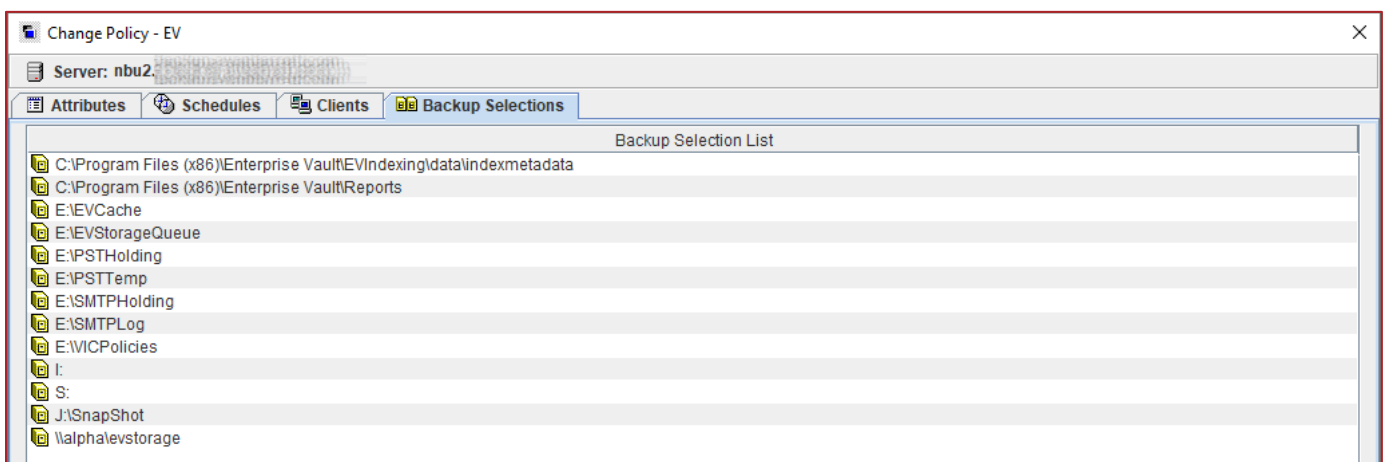 Change Policy - EV
Server: nbu2.
Attributes Schedules Clients Backup Selections
Backup Selection List
C:\Program Files (x86)\Enterprise Vault\EVIndexing\data\indexmetadata
C:\Program Files (x86)\Enterprise Vault\Reports
E:\EVCache
E:\EVStorageQueue
E:\PSTHolding
E:\PSTTemp
E:\SMTPHolding
E:\SMTPLog
E:\VICPolicies
I:
S:
J:\SnapShot
\\alpha\evstorage